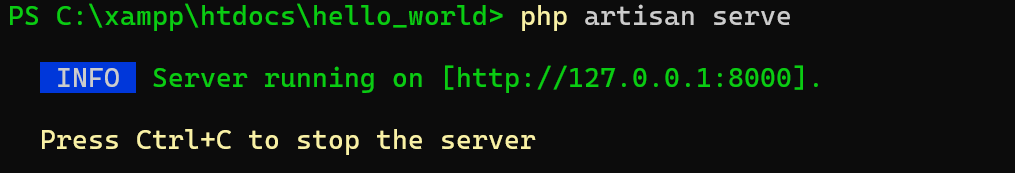 PS C:\xampp\htdocs\hello_world> php artisan serve
INFO Server running on [http://127.0.0.1:8000].
Press Ctrl+C to stop the server